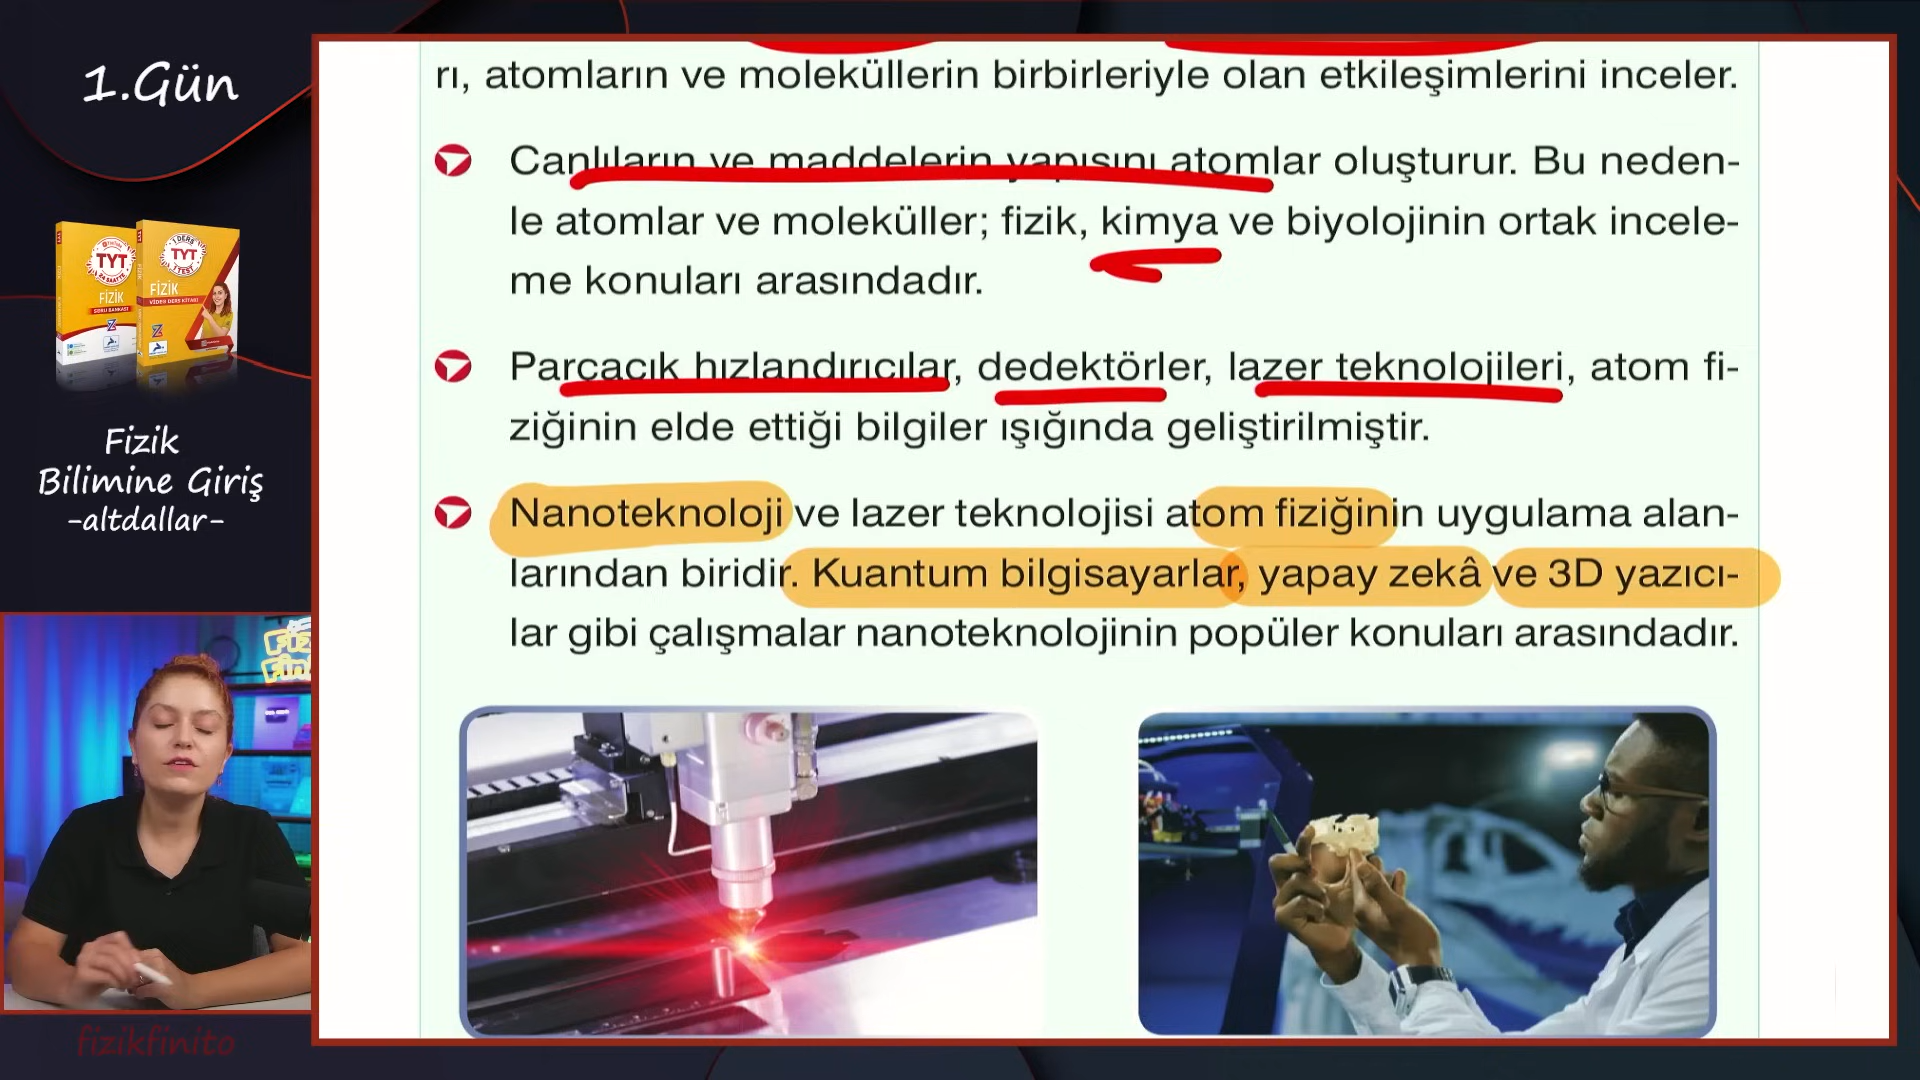 1.Gün
TYT
FİZİK
TYT
FİZİK
Fizik
Bilimine Giriş
-altdallar-
fizikfinito
rı, atomların ve moleküllerin birbirleriyle olan etkileşimlerini inceler.
Canlıların ve maddelerin yapısını atomlar oluşturur. Bu neden-
le atomlar ve moleküller; fizik, kimya ve biyolojinin ortak incele-
me konuları arasındadır.
Parçacık hızlandırıcılar, dedektörler, lazer teknolojileri, atom fi-
ziğinin elde ettiği bilgiler ışığında geliştirilmiştir.
Nanoteknoloji ve lazer teknolojisi atom fiziğinin uygulama alan-
larından biridir. Kuantum bilgisayarlar, yapay zekâ ve 3D yazıcı-
lar gibi çalışmalar nanoteknolojinin popüler konuları arasındadır.